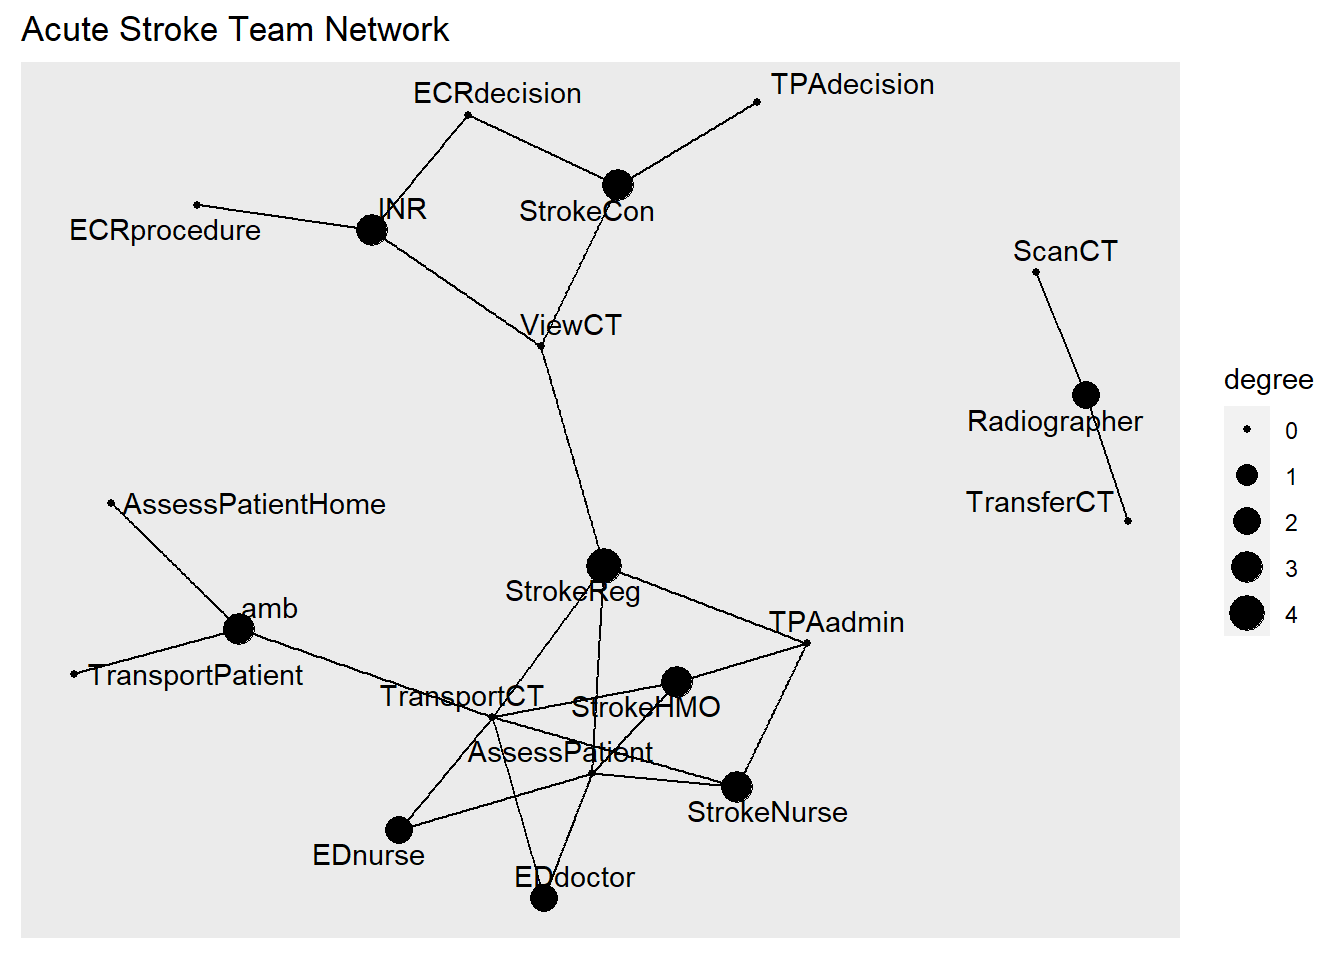 Acute Stroke Team Network
ECRdecision
TPAdecision
INR
StrokeCon
ECRprocedure
ScanCT
ViewCT
Radiographer
TransferCT
AssessPatientHome
StrokeReg
amb
TPAadmin
TransportPatient
TransportCT
StrokeHMO
AssessPatient
StrokeNurse
EDnurse
EDdoctor
degree
0
1
2
3
4